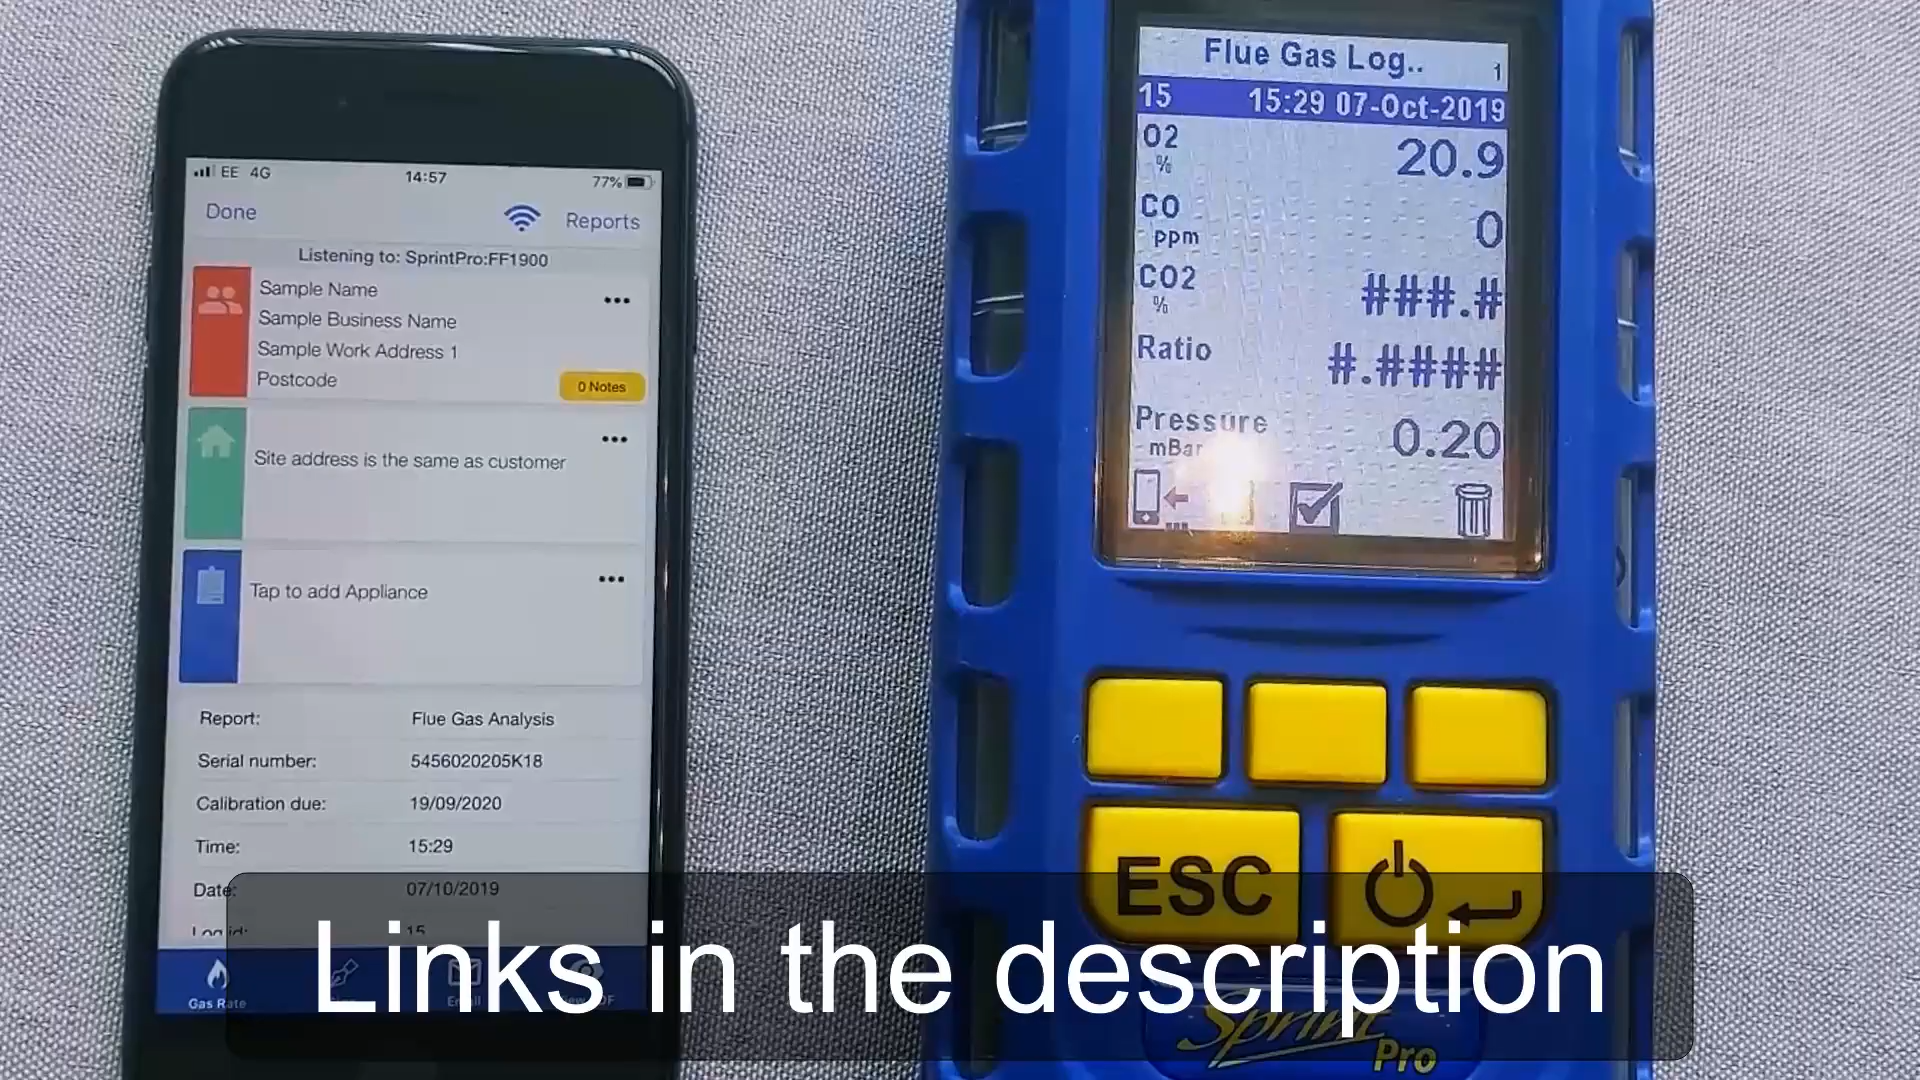 EE 4G 14:57 77%
Done Reports
Listening to: SprintPro:FF1900
Sample Name
Sample Business Name
Sample Work Address 1
Postcode
0 Notes
Site address is the same as customer
Tap to add Appliance
Report: Flue Gas Analysis
Serial number: 5456020205K18
Calibration due: 19/09/2020
Time: 15:29
Date: 07/10/2019
Log id: 15
Gas Rate
Flue Gas Log.. 1
15 15:29 07-Oct-2019
O2 % 20.9
CO ppm 0
CO2 % ###.#
Ratio #.####
Pressure mBar 0.20
ESC
Sprint Pro
Links in the description